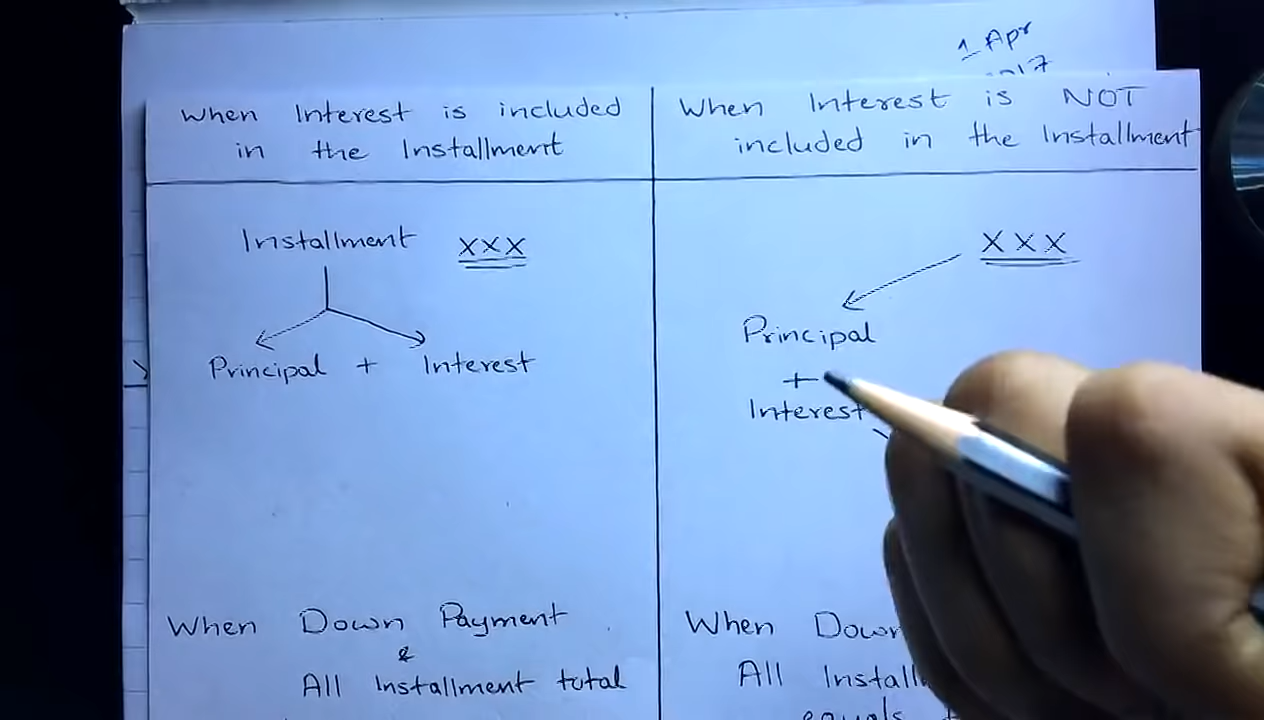 1 Apr
When Interest is included
in the Installment
Installment XXX
Principal + Interest
When Down Payment
&
All Installment total
When Interest is NOT
included in the Installment
XXX
Principal
+
Interest
When Down
All
equals